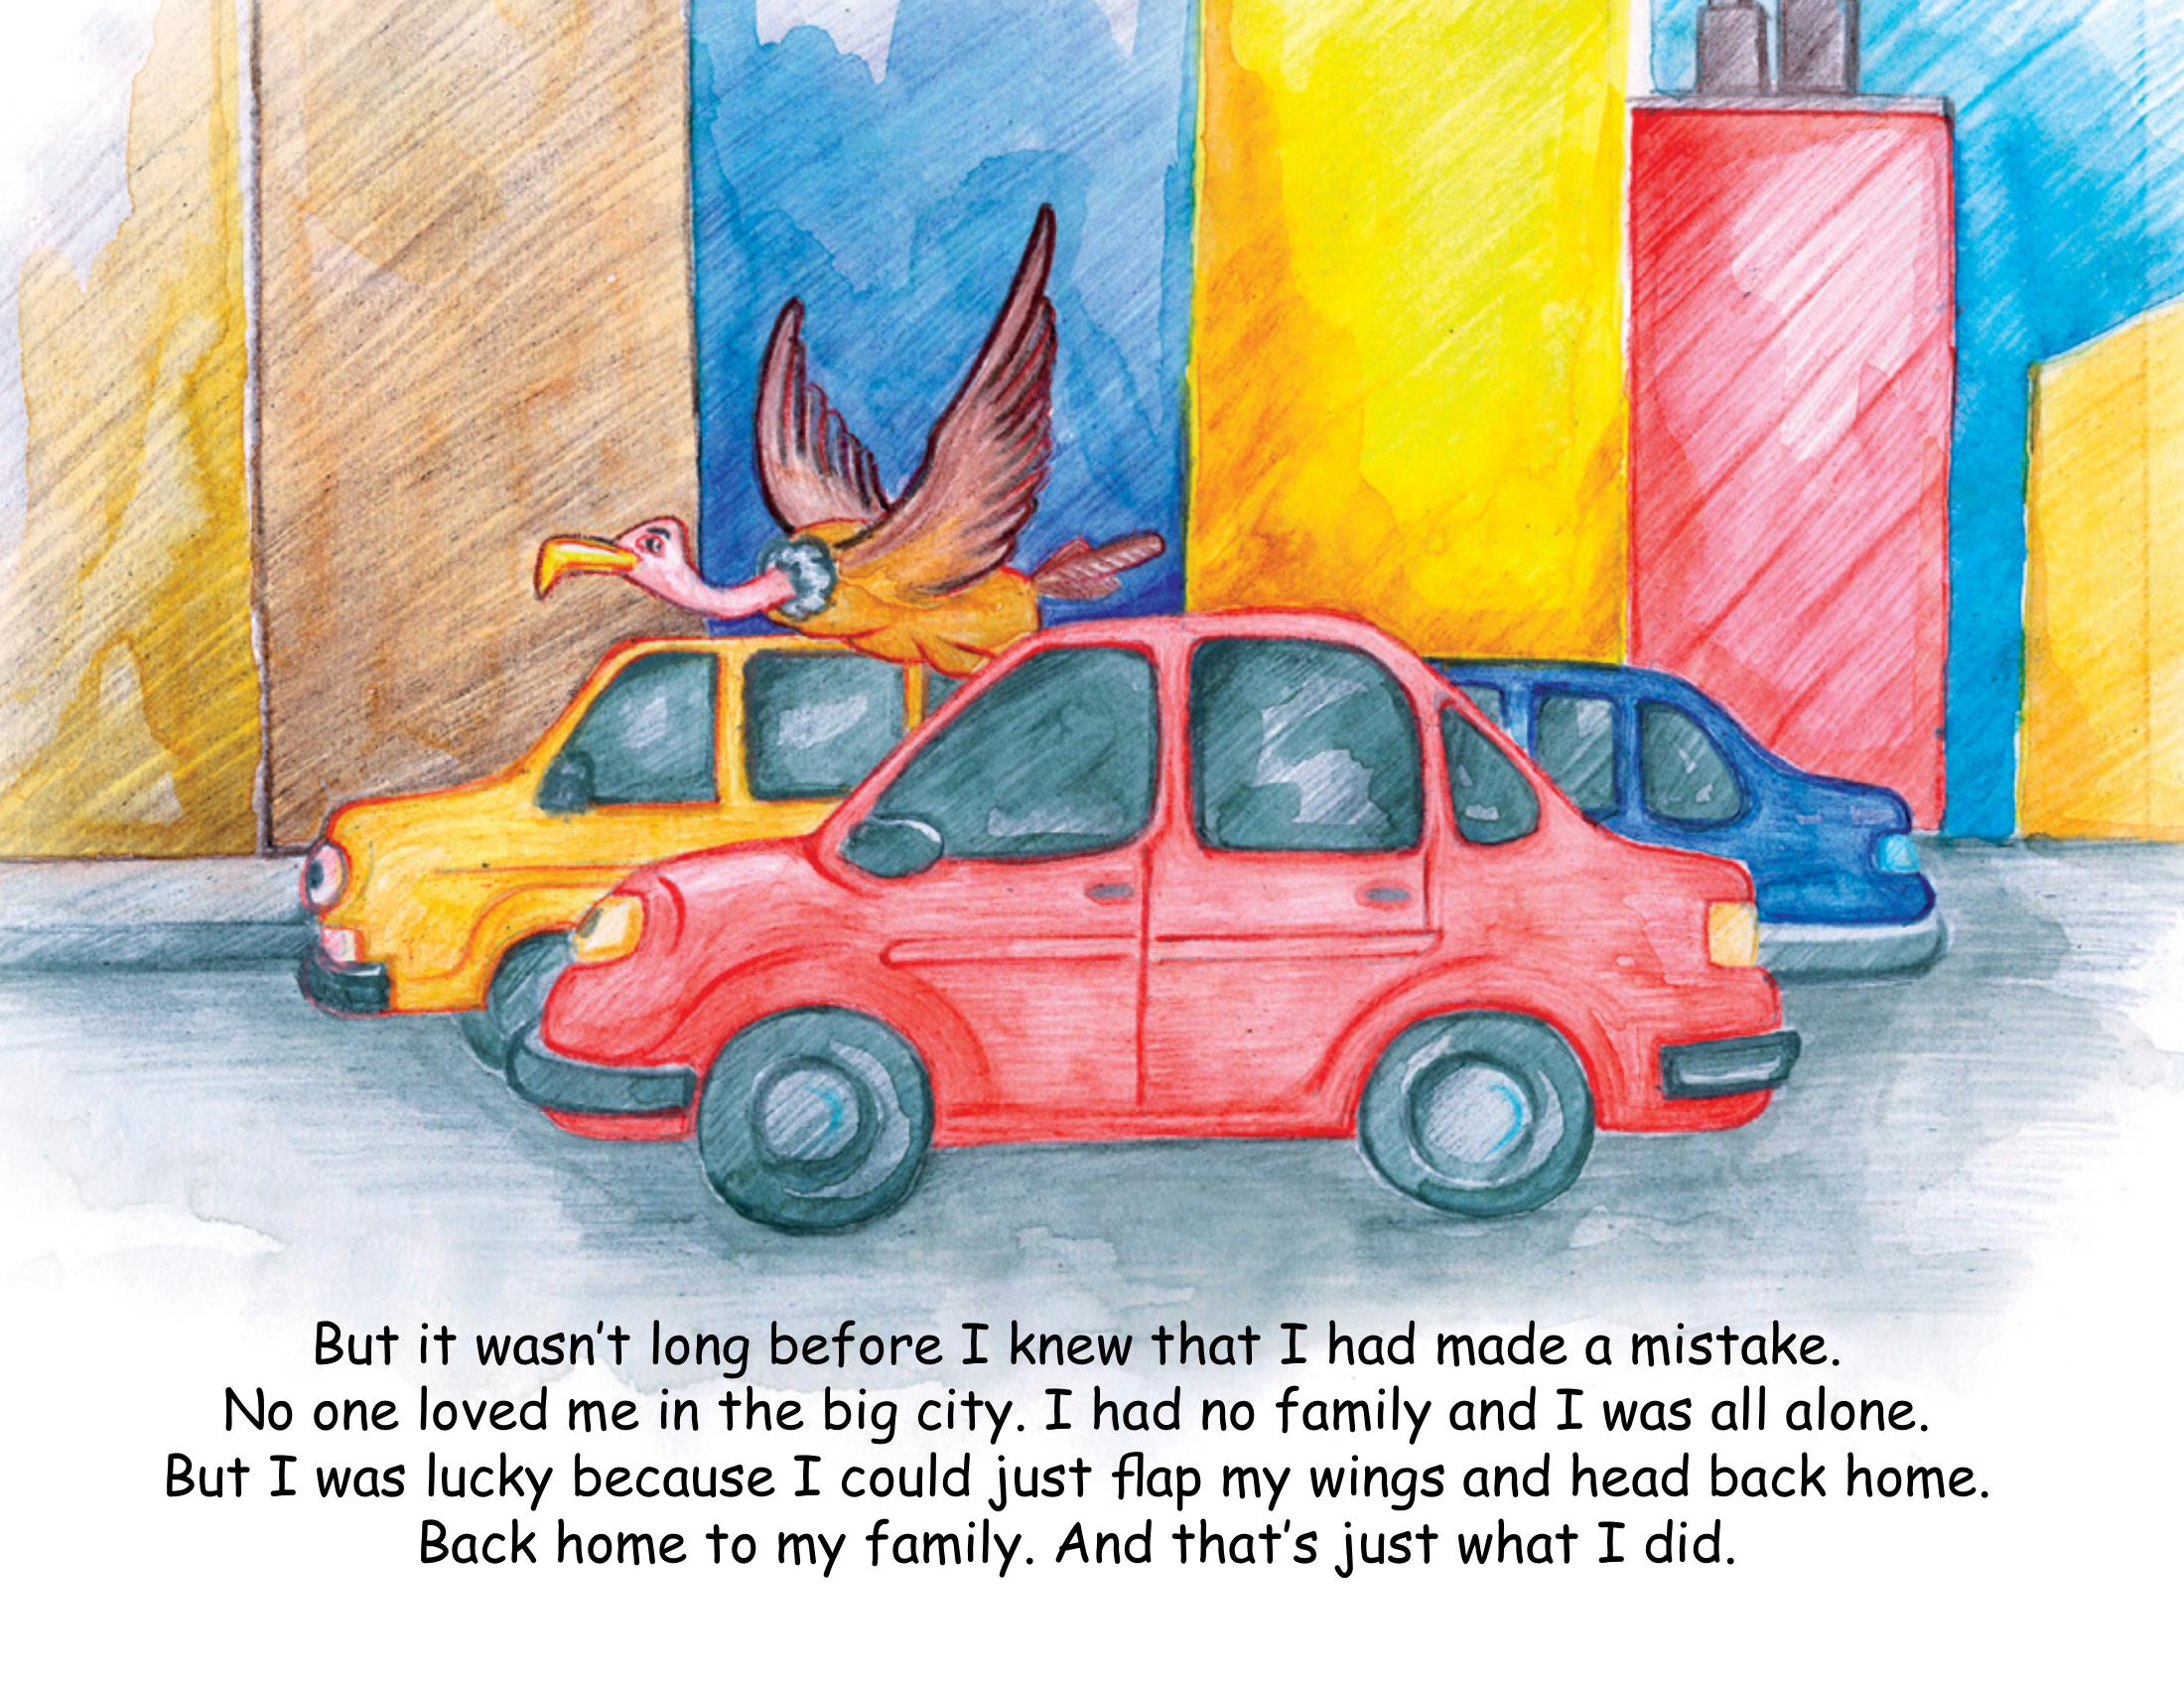 But it wasn't long before I knew that I had made a mistake.
No one loved me in the big city. I had no family and I was all alone.
But I was lucky because I could just flap my wings and head back home.
Back home to my family. And that's just what I did.